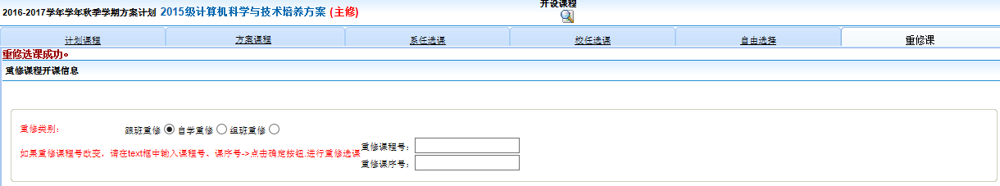 开设课程
2016-2017学年学年秋季学期方案计划 2015级计算机科学与技术培养方案 (主修)
计划课程 方案课程 系任选课 校任选课 自由选择 重修课
重修选课成功。
重修课程开课信息
重修类别： 跟班重修 自学重修 组班重修
如果重修课程号改变，请在text框中输入课程号、课序号->点击确定按钮.进行重修选课
重修课程号：
重修课序号：